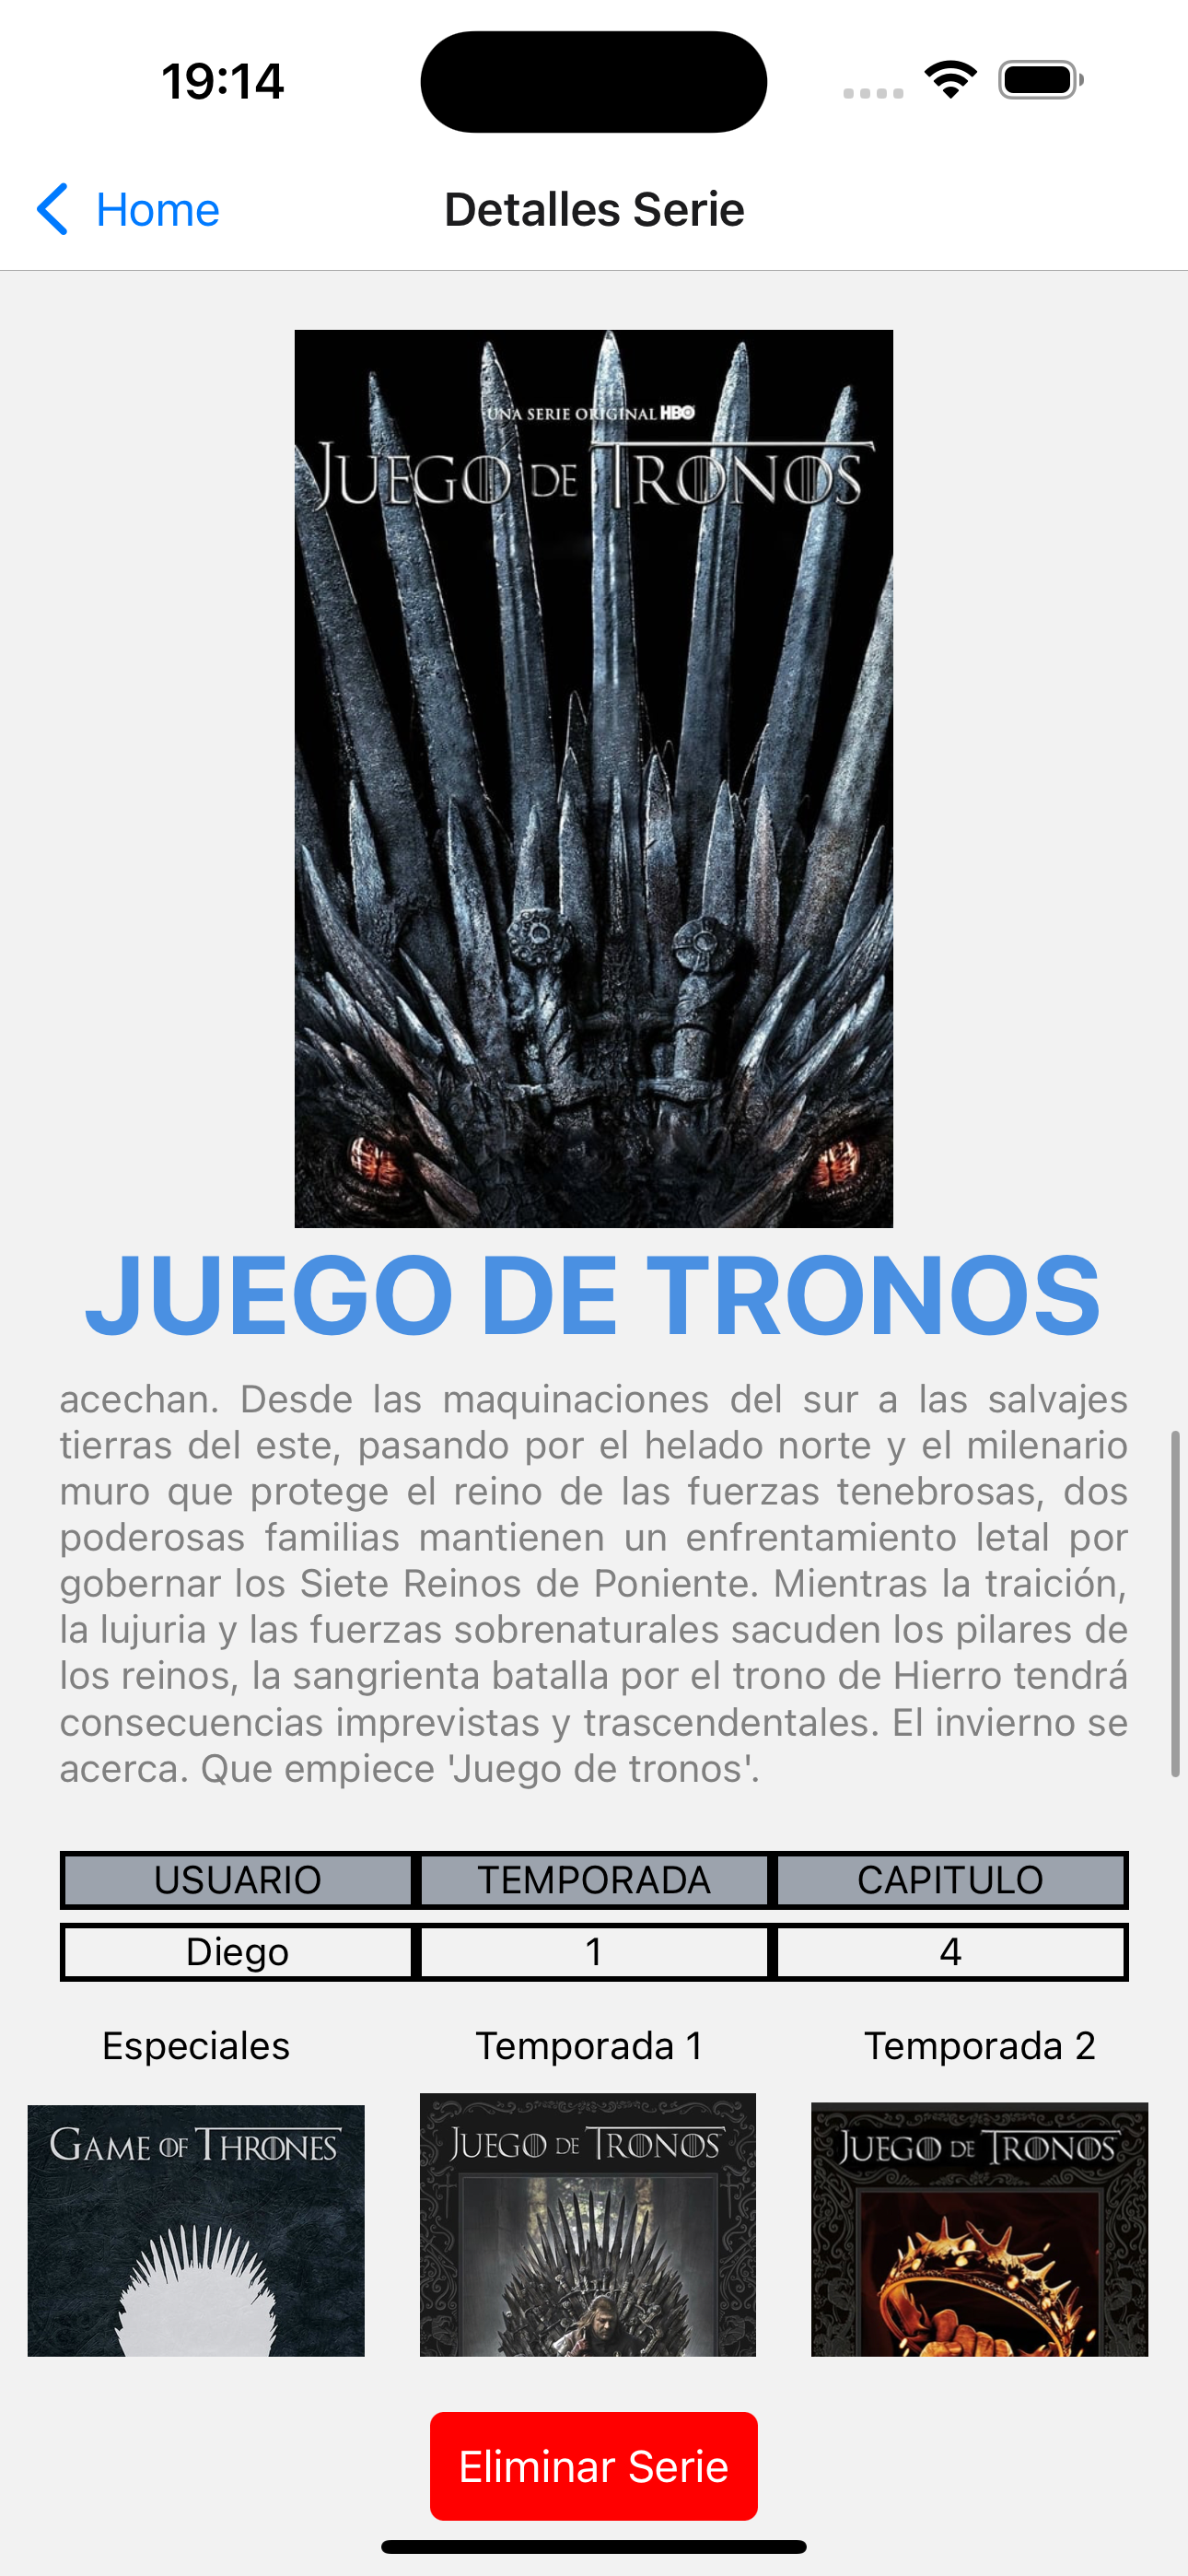 19:14
Home
Detalles Serie
UNA SERIE ORIGINAL HBO
JUEGO DE TRONOS
JUEGO DE TRONOS
acechan. Desde las maquinaciones del sur a las salvajes
tierras del este, pasando por el helado norte y el milenario
muro que protege el reino de las fuerzas tenebrosas, dos
poderosas familias mantienen un enfrentamiento letal por
gobernar los Siete Reinos de Poniente. Mientras la traición,
la lujuria y las fuerzas sobrenaturales sacuden los pilares de
los reinos, la sangrienta batalla por el trono de Hierro tendrá
consecuencias imprevistas y trascendentales. El invierno se
acerca. Que empiece 'Juego de tronos'.
USUARIO TEMPORADA CAPITULO
Diego 1 4
Especiales Temporada 1 Temporada 2
GAME OF THRONES
JUEGO DE TRONOS
JUEGO DE TRONOS
Eliminar Serie